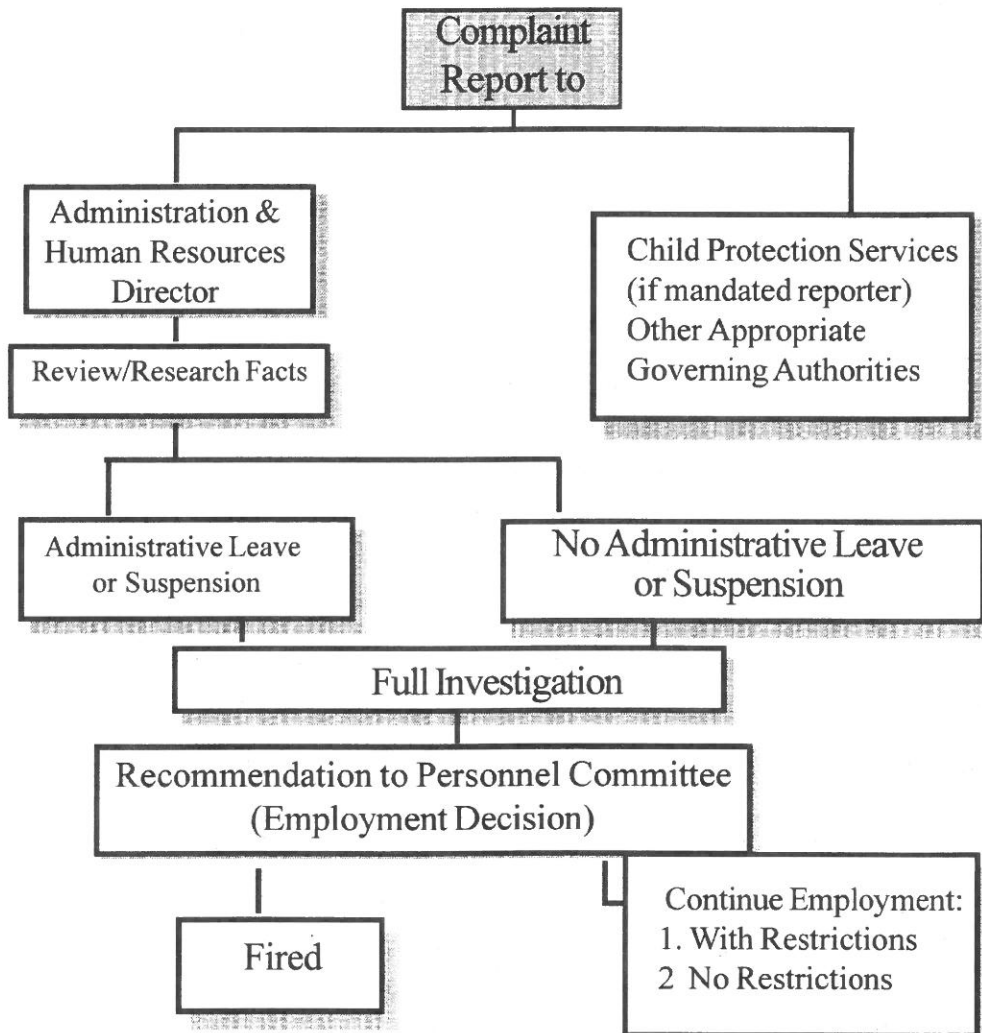 Complaint
Report to
Administration &
Human Resources
Director
Child Protection Services
(if mandated reporter)
Other Appropriate
Governing Authorities
Review/Research Facts
Administrative Leave
or Suspension
No Administrative Leave
or Suspension
Full Investigation
Recommendation to Personnel Committee
(Employment Decision)
Fired
Continue Employment:
1. With Restrictions
2 No Restrictions